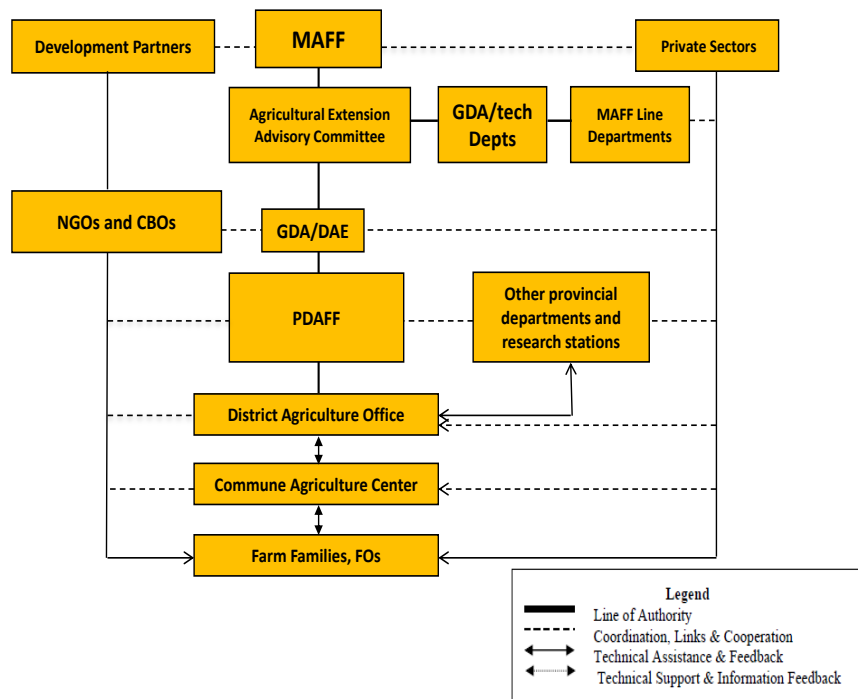 Development Partners
MAFF
Private Sectors
Agricultural Extension
Advisory Committee
GDA/tech
Depts
MAFF Line
Departments
NGOs and CBOs
GDA/DAE
PDAFF
Other provincial
departments and
research stations
District Agriculture Office
Commune Agriculture Center
Farm Families, FOs
Legend
Line of Authority
Coordination, Links & Cooperation
Technical Assistance & Feedback
Technical Support & Information Feedback